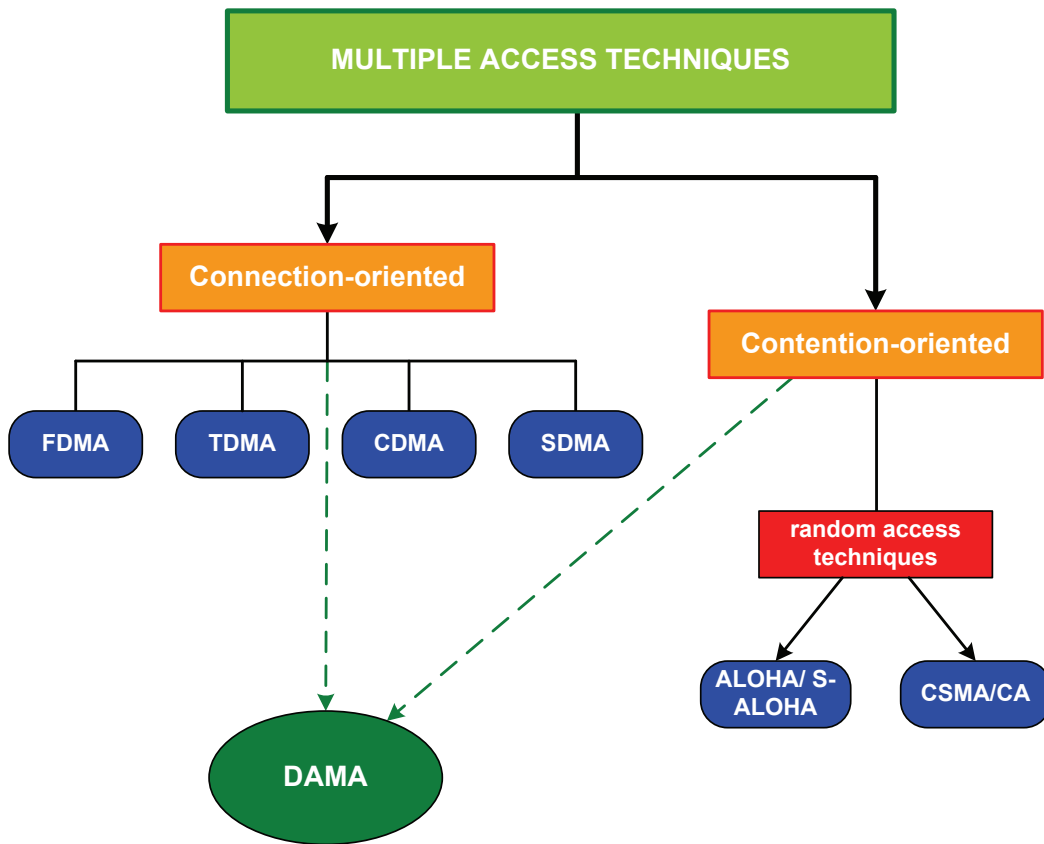 MULTIPLE ACCESS TECHNIQUES
Connection-oriented
Contention-oriented
FDMA
TDMA
CDMA
SDMA
random access
techniques
ALOHA/ S-
ALOHA
CSMA/CA
DAMA